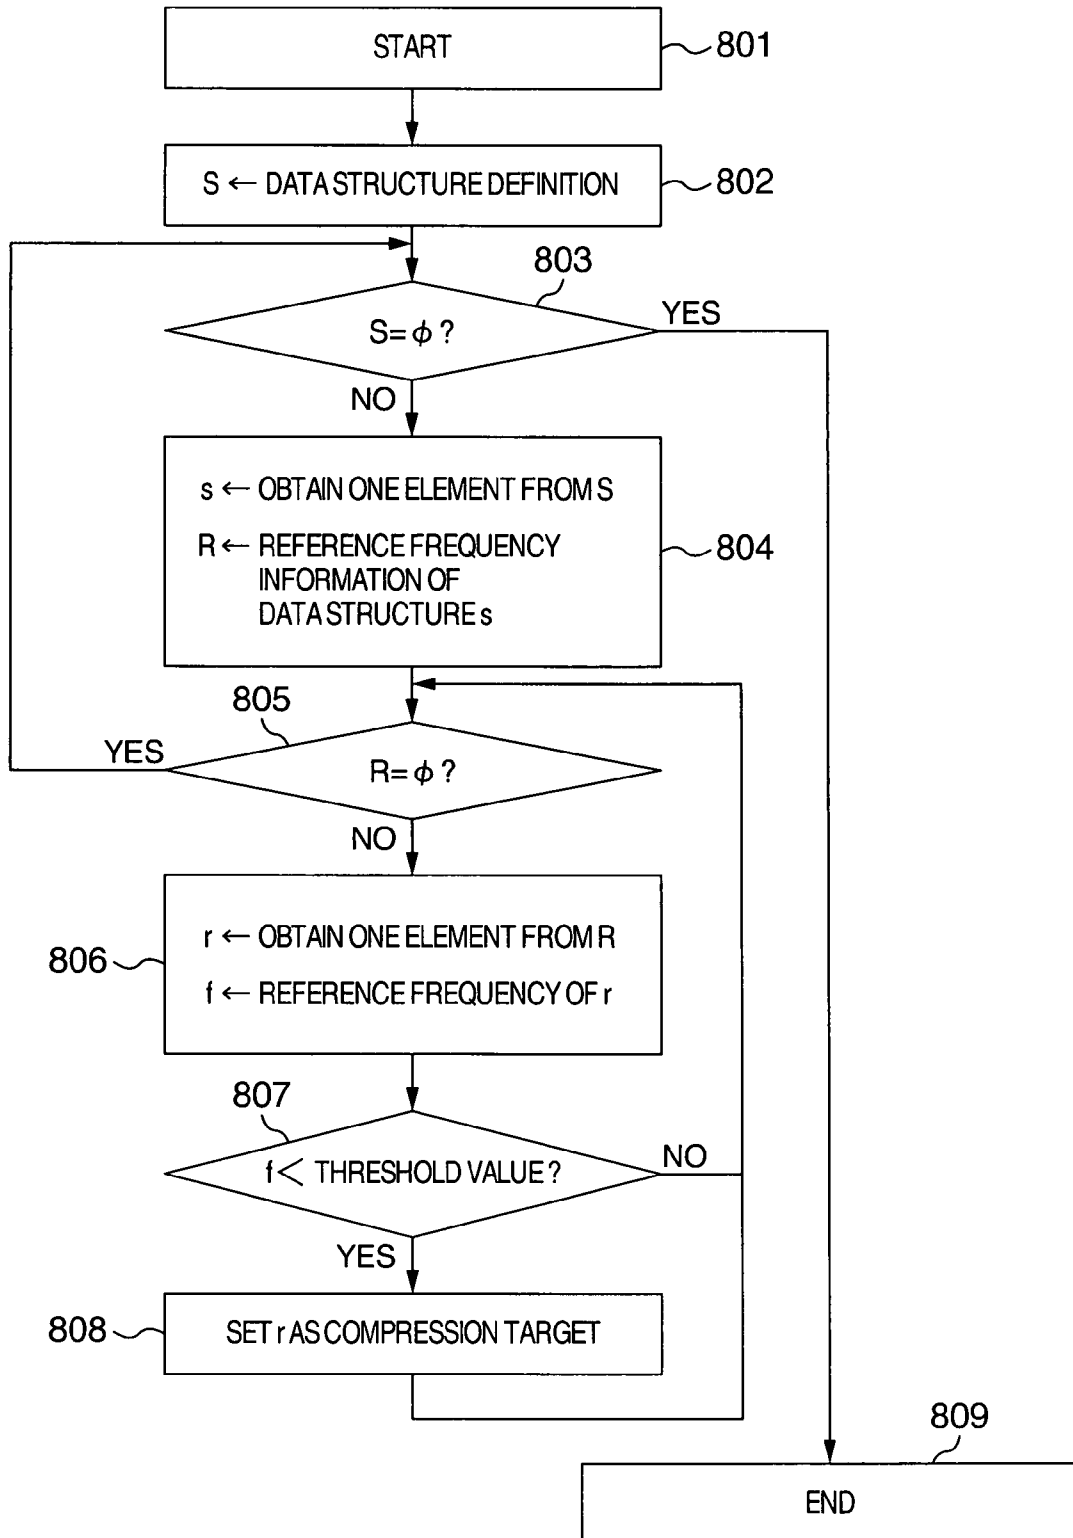 START
801
S ← DATA STRUCTURE DEFINITION
802
803
S=ϕ ?
YES
NO
s ← OBTAIN ONE ELEMENT FROM S
R ← REFERENCE FREQUENCY
INFORMATION OF
DATA STRUCTURE s
804
805
YES
R=ϕ ?
NO
r ← OBTAIN ONE ELEMENT FROM R
f ← REFERENCE FREQUENCY OF r
806
807
f < THRESHOLD VALUE ?
NO
YES
808
SET r AS COMPRESSION TARGET
809
END